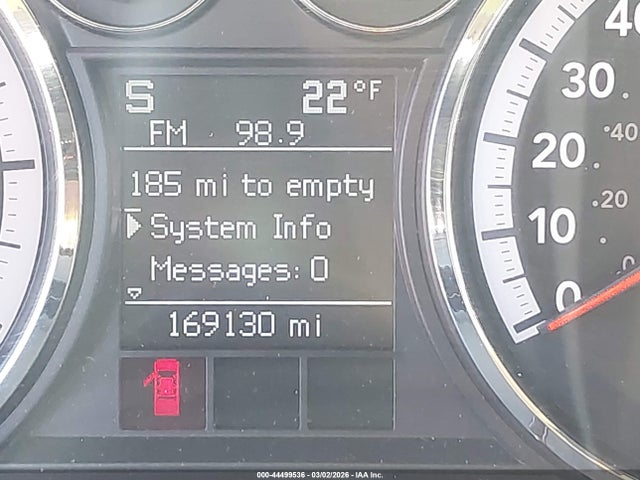 S 22°F
FM 98.9
185 mi to empty
System Info
Messages: 0
169130 mi
40
30
40
20
20
10
0
0
000-44499536 - 03/02/2026 - IAA Inc.